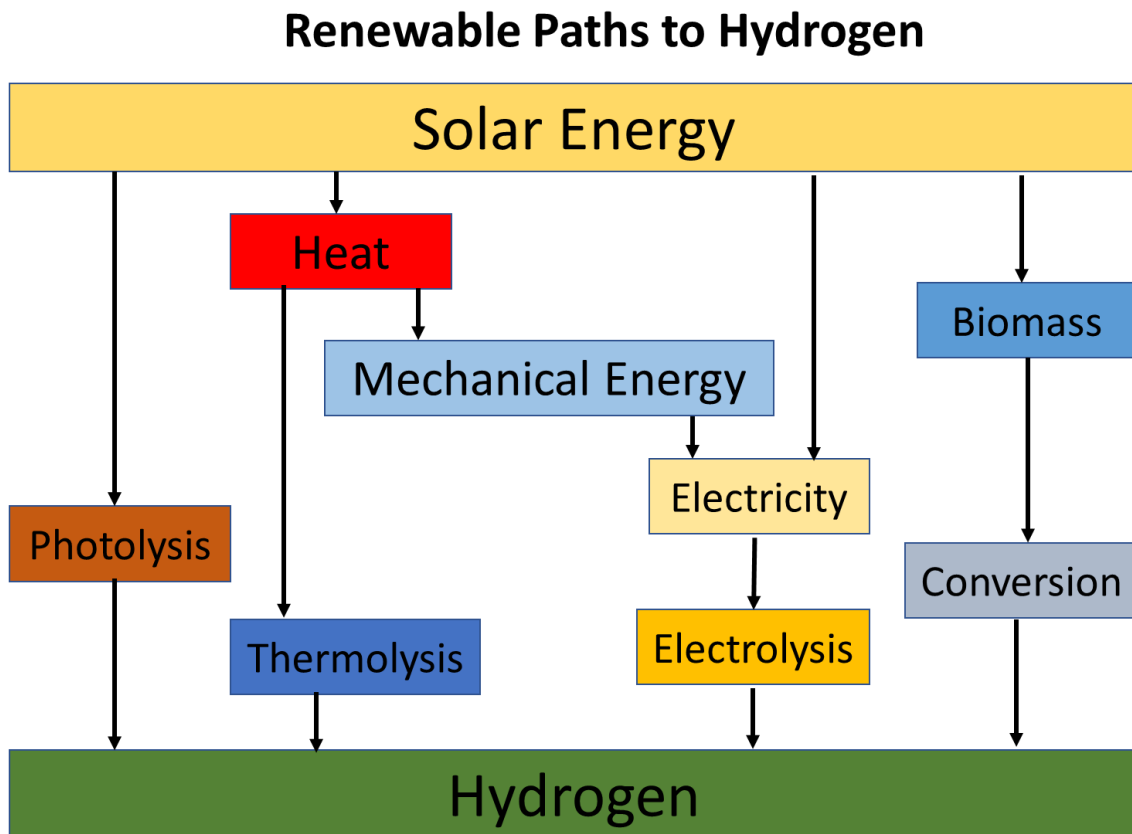 Renewable Paths to Hydrogen
Solar Energy
Heat
Biomass
Mechanical Energy
Electricity
Photolysis
Conversion
Thermolysis
Electrolysis
Hydrogen